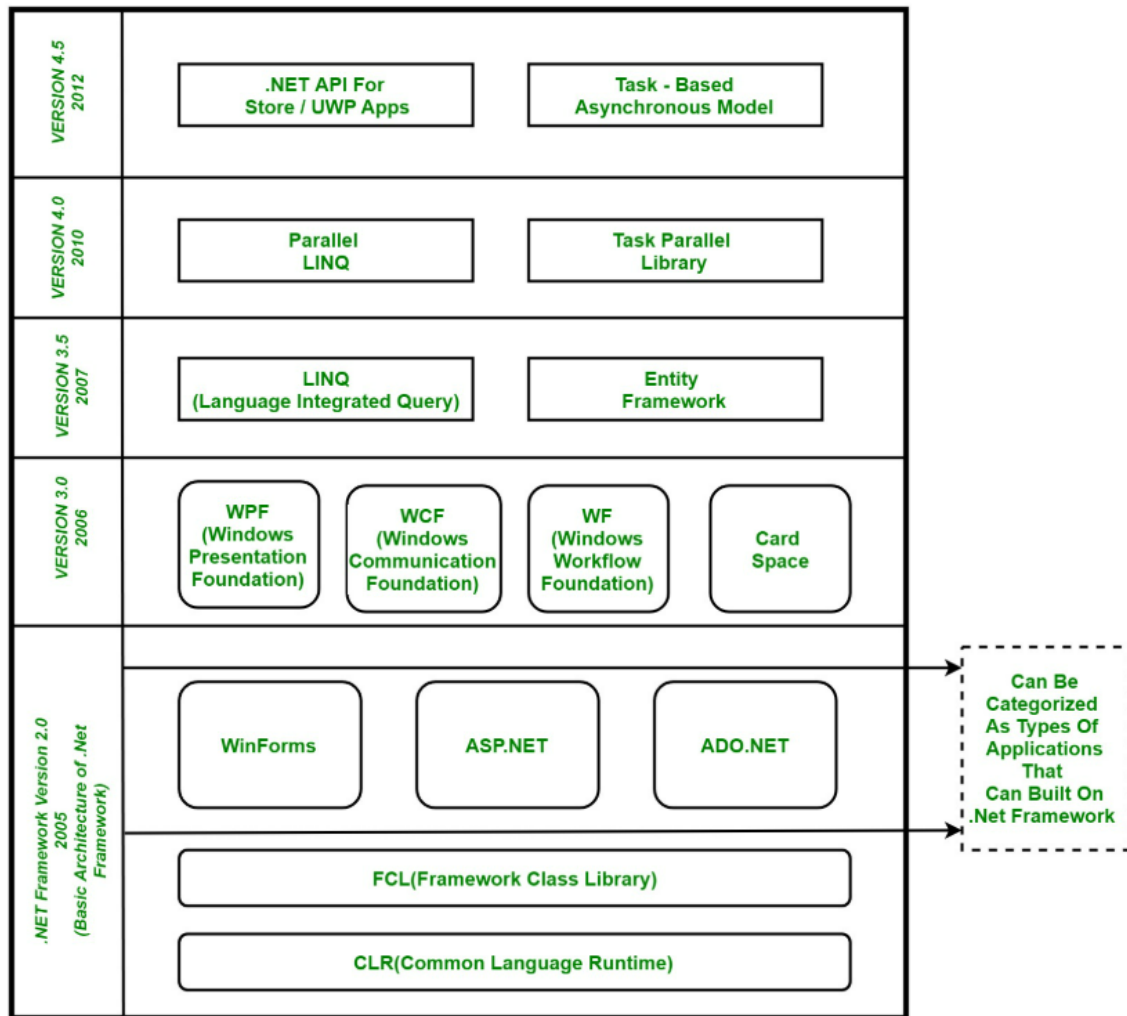 VERSION 4.5
2012
.NET API For
Store / UWP Apps
Task - Based
Asynchronous Model
VERSION 4.0
2010
Parallel
LINQ
Task Parallel
Library
VERSION 3.5
2007
LINQ
(Language Integrated Query)
Entity
Framework
VERSION 3.0
2006
WPF
(Windows
Presentation
Foundation)
WCF
(Windows
Communication
Foundation)
WF
(Windows
Workflow
Foundation)
Card
Space
.NET Framework Version 2.0
2005
(Basic Architecture of .Net
Framework)
WinForms
ASP.NET
ADO.NET
FCL(Framework Class Library)
CLR(Common Language Runtime)
Can Be
Categorized
As Types Of
Applications
That
Can Built On
.Net Framework